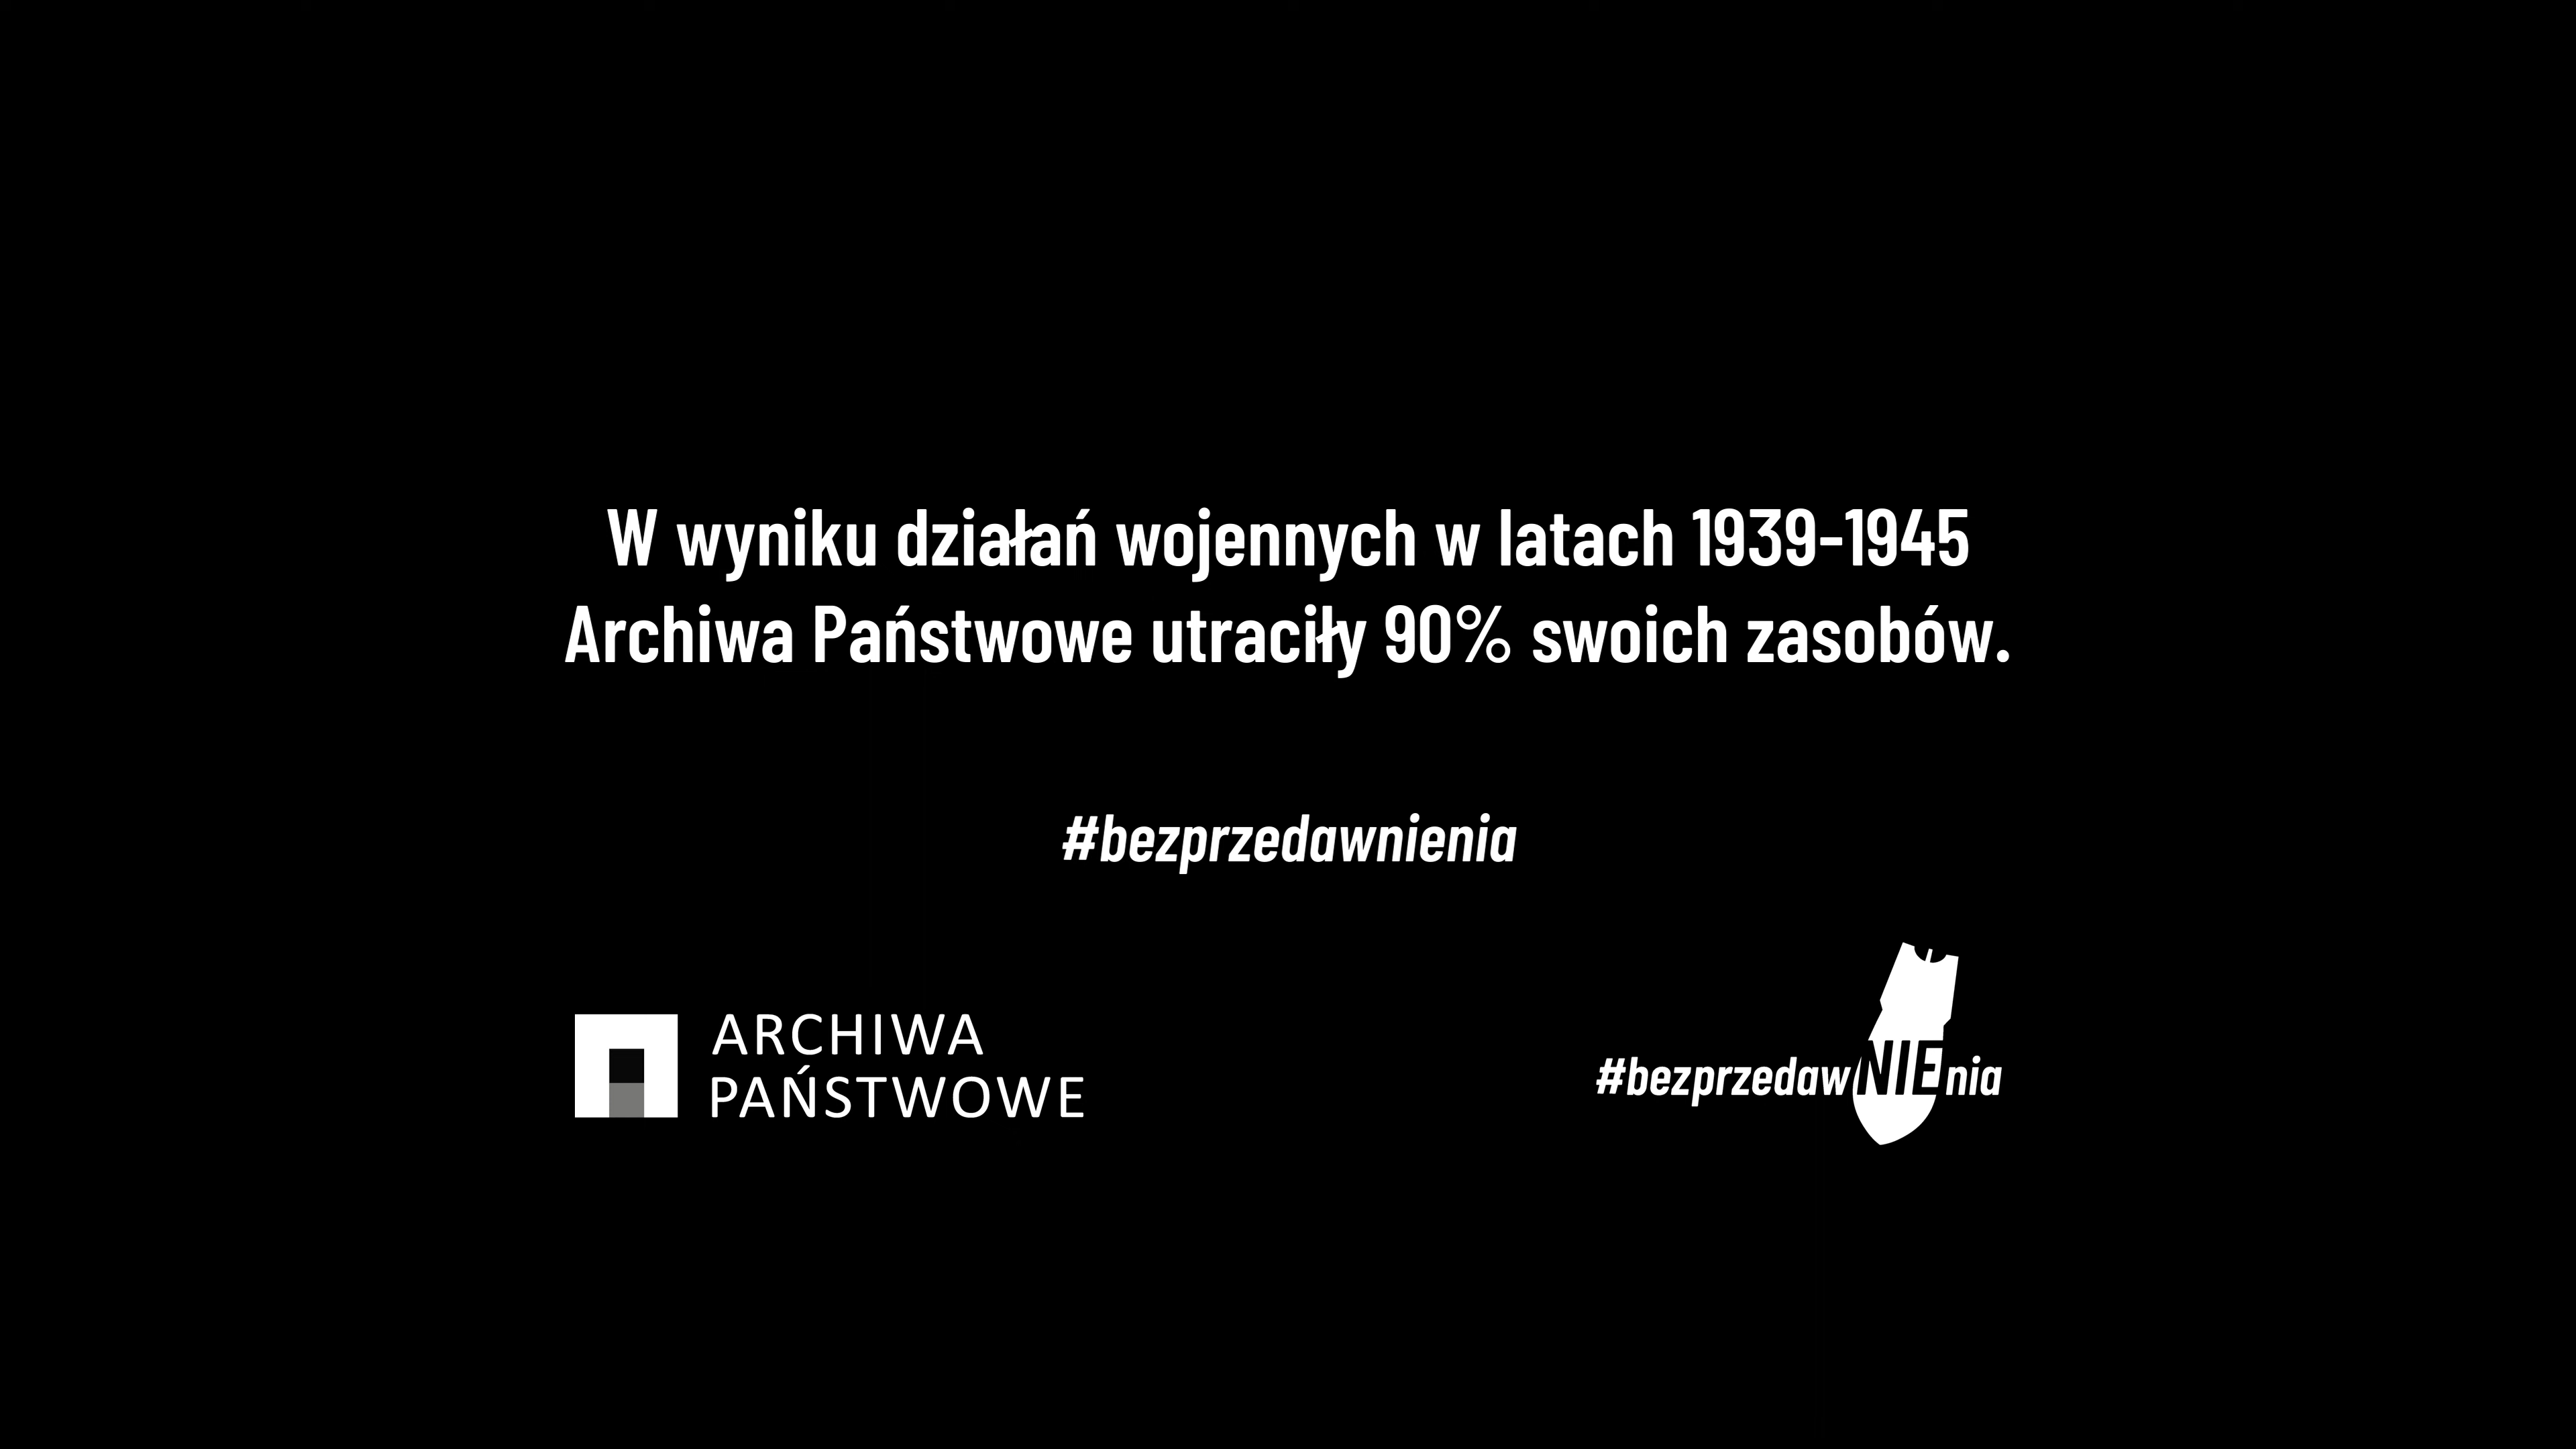 W wyniku działań wojennych w latach 1939-1945
Archiwa Państwowe utraciły 90% swoich zasobów.
#bezprzedawnienia
ARCHIWA
PAŃSTWOWE
#bezprzedawNIEnia